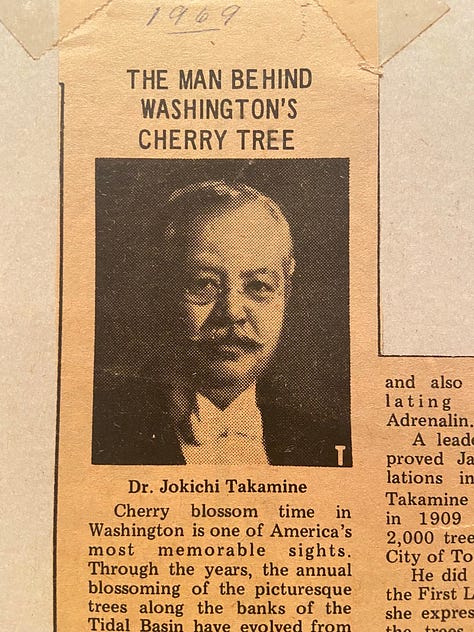 1969
THE MAN BEHIND
WASHINGTON'S
CHERRY TREE
T
Dr. Jokichi Takamine
Cherry blossom time in
Washington is one of America's
most memorable sights.
Through the years, the annual
blossoming of the picturesque
trees along the banks of the
Tidal Basin have evolved from
and also
lating
Adrenalin.
A leade
proved Ja
lations in
Takamine
in 1909
2,000 tree
City of To
He did
the First L
she expres
the trees